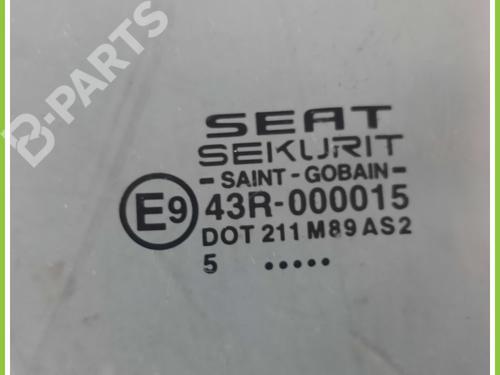 B-PARTS
SEAT
SEKURIT
- SAINT - GOBAIN -
E9 43R-000015
DOT 211 M89 AS2
5 .....